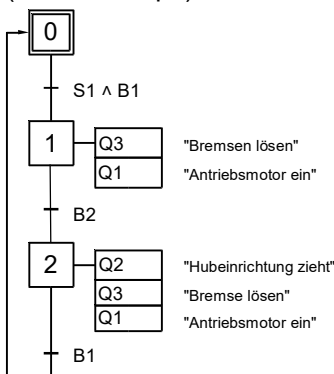 0
S1 ∧ B1
1 Q3 "Bremsen lösen"
Q1 "Antriebsmotor ein"
B2
2 Q2 "Hubeinrichtung zieht"
Q3 "Bremse lösen"
Q1 "Antriebsmotor ein"
B1